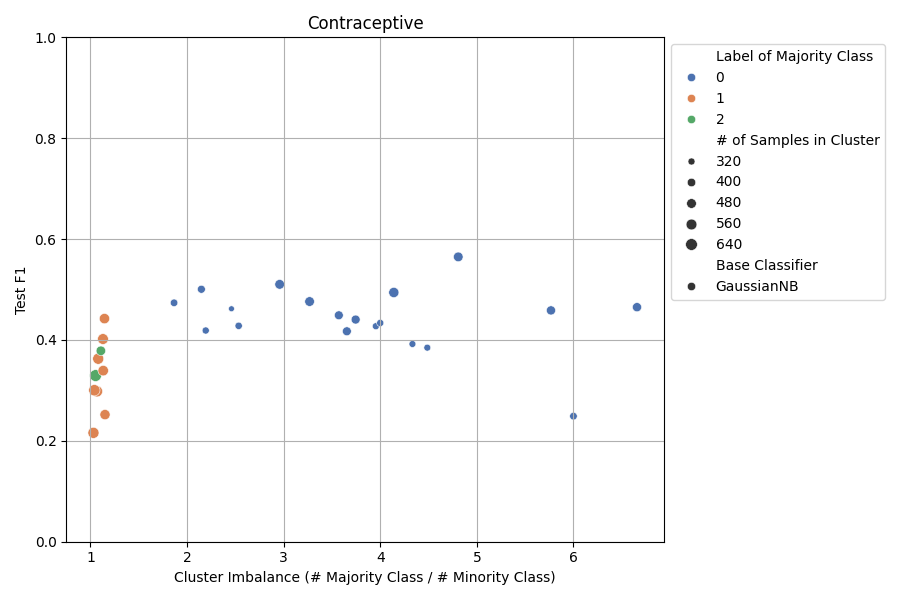 Contraceptive
1.0
0.8
0.6
0.4
0.2
0.0
Test F1
1
2
3
4
5
6
Cluster Imbalance (# Majority Class / # Minority Class)
Label of Majority Class
0
1
2
# of Samples in Cluster
320
400
480
560
640
Base Classifier
GaussianNB